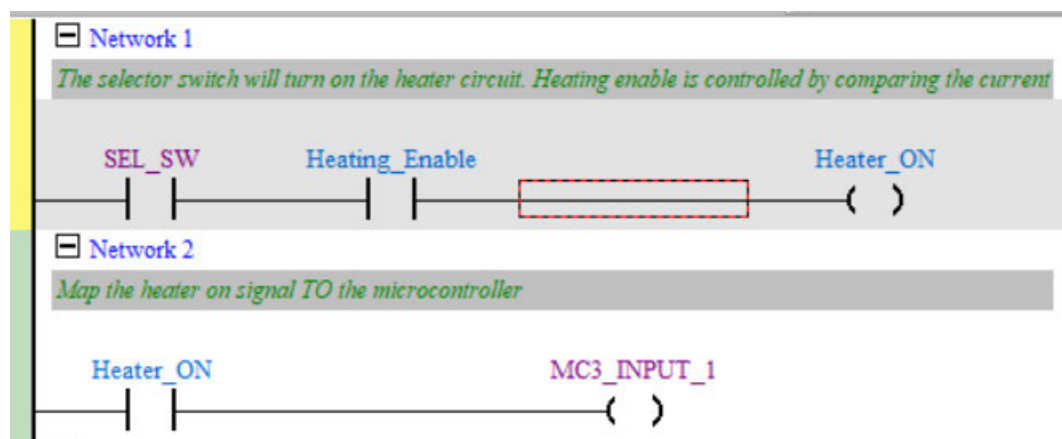 Network 1
The selector switch will turn on the heater circuit. Heating enable is controlled by comparing the current
SEL_SW Heating_Enable Heater_ON
Network 2
Map the heater on signal TO the microcontroller
Heater_ON MC3_INPUT_1